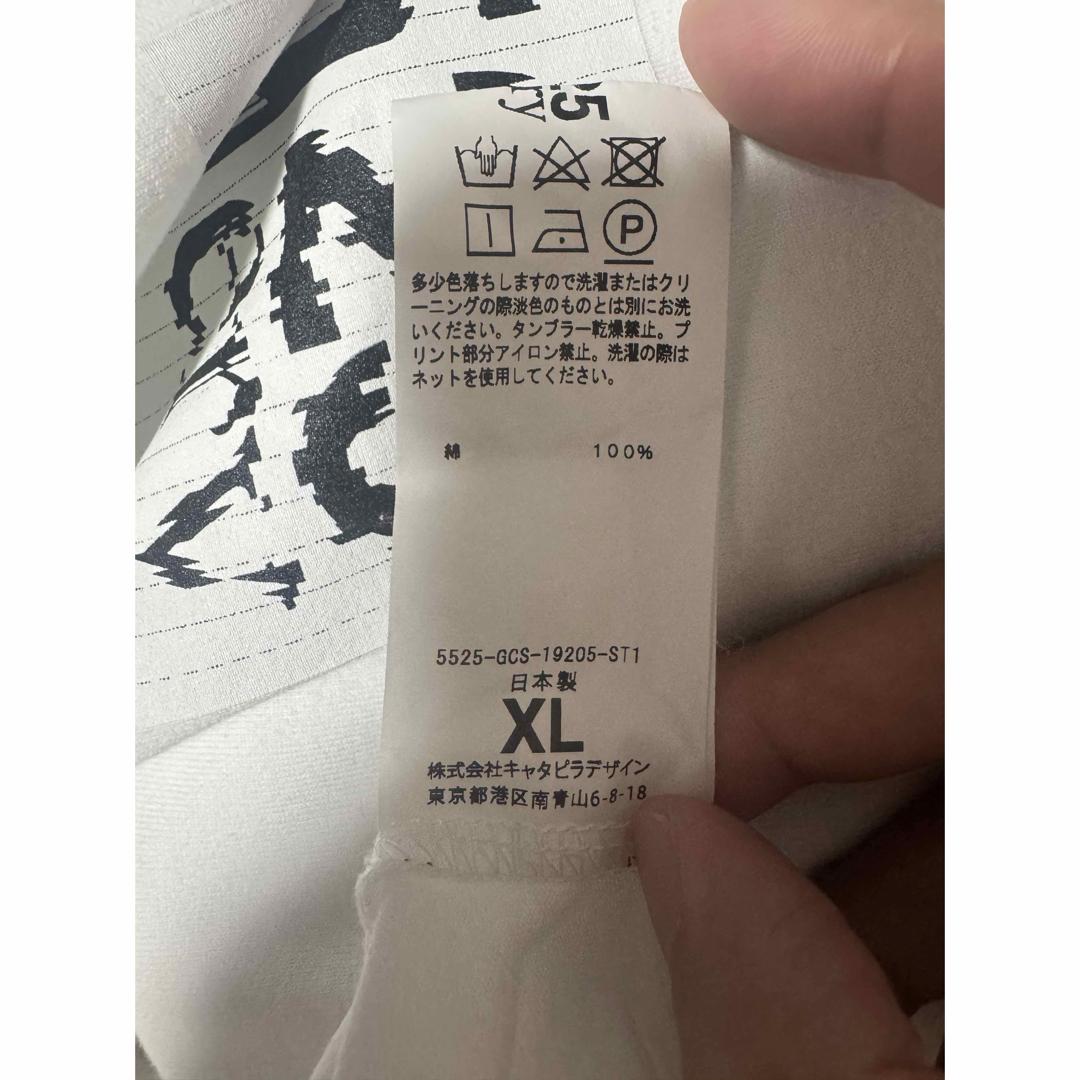 25
P
多少色落ちしますので洗濯またはクリ
ーニングの際淡色のものとは別にお洗
いください。タンブラー乾燥禁止。プ
リント部分アイロン禁止。洗濯の際は
ネットを使用してください。
綿 100%
5525-GCS-19205-ST1
日本製
XL
株式会社キャタピラデザイン
東京都港区南青山6-8-18